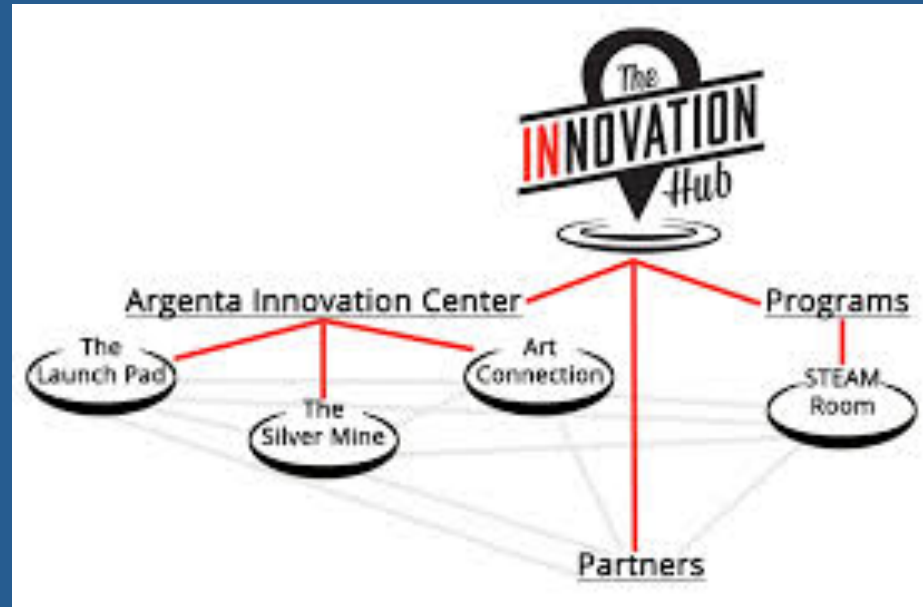 The
INNOVATION
Hub
Argenta Innovation Center
Programs
The
Launch Pad
Art
Connection
The
Silver Mine
STEAM
Room
Partners